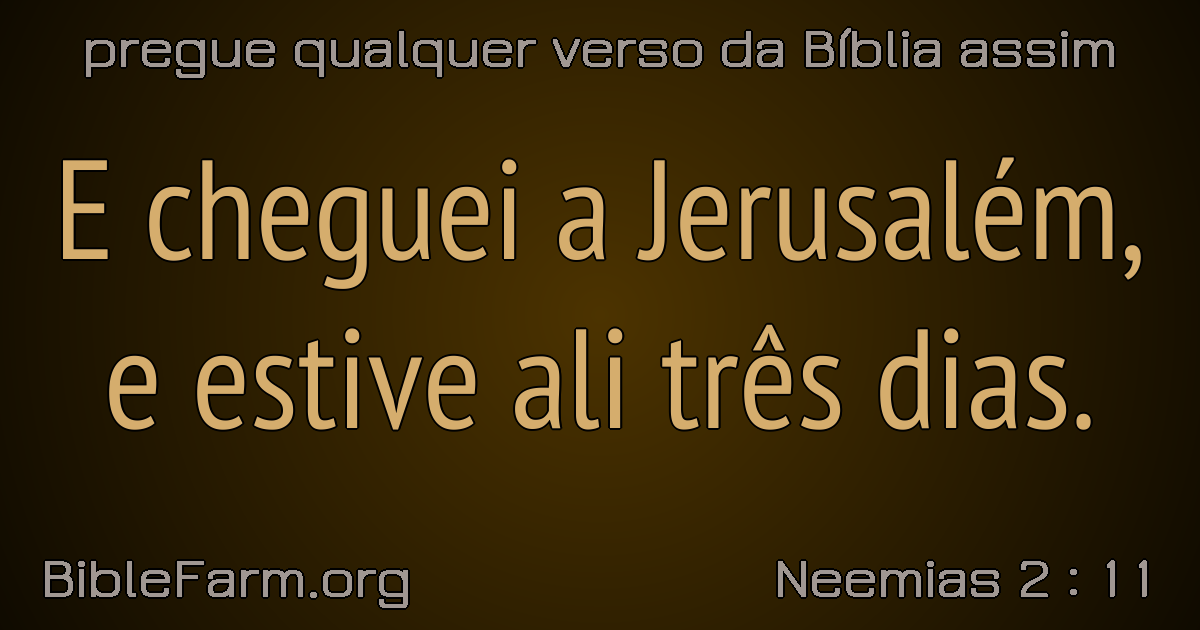 pregue qualquer verso da Bíblia assim
E cheguei a Jerusalém,
e estive ali três dias.
BibleFarm.org
Neemias 2 : 11